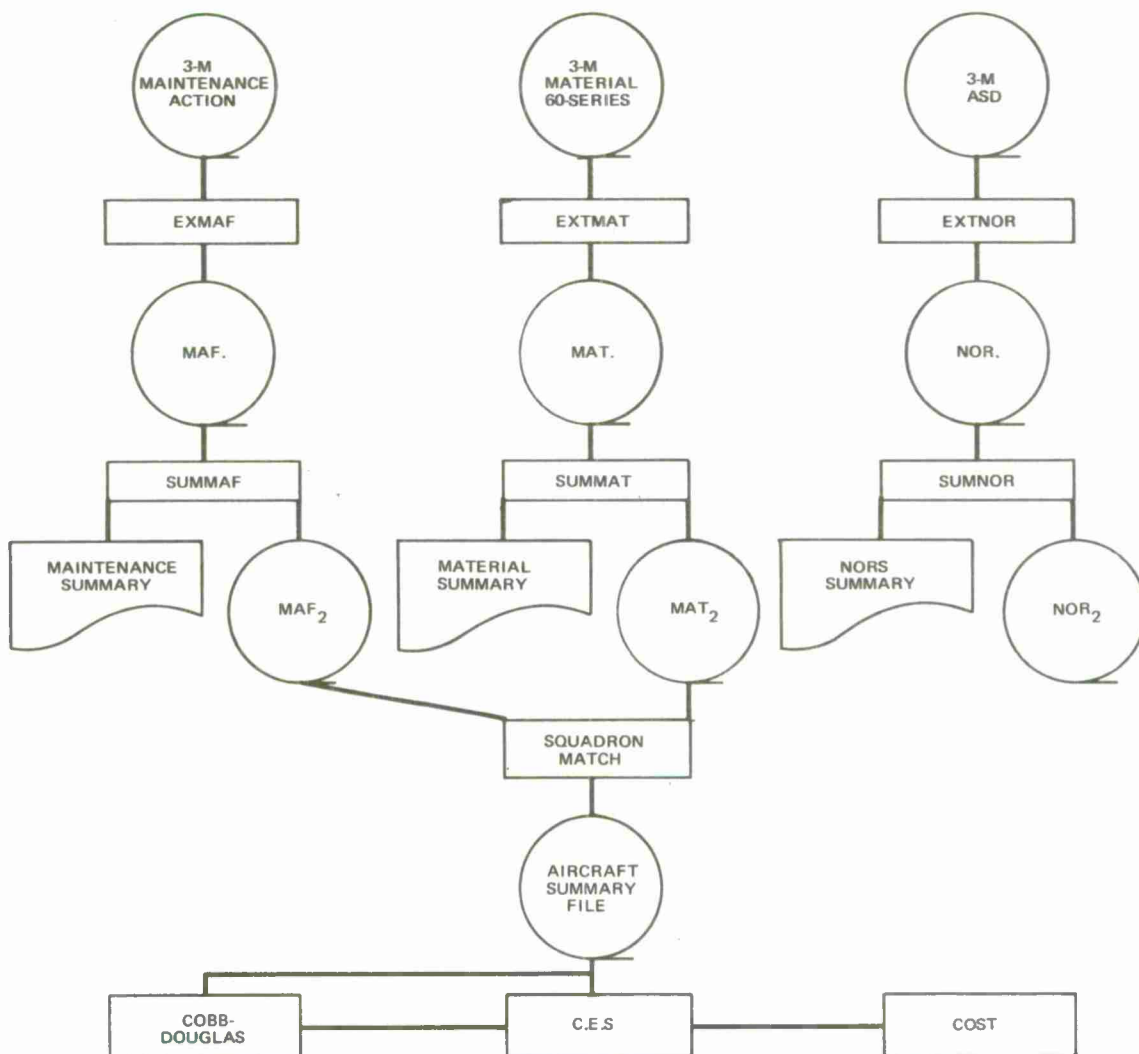 3-M
MAINTENANCE
ACTION
3-M
MATERIAL
60-SERIES
3-M
ASD
EXMAF
EXTMAT
EXTNOR
MAF.
MAT.
NOR.
SUMMAF
SUMMAT
SUMNOR
MAINTENANCE
SUMMARY
MAF2
MATERIAL
SUMMARY
MAT2
NORS
SUMMARY
NOR2
SQUADRON
MATCH
AIRCRAFT
SUMMARY
FILE
COBB-
DOUGLAS
C.E.S
COST